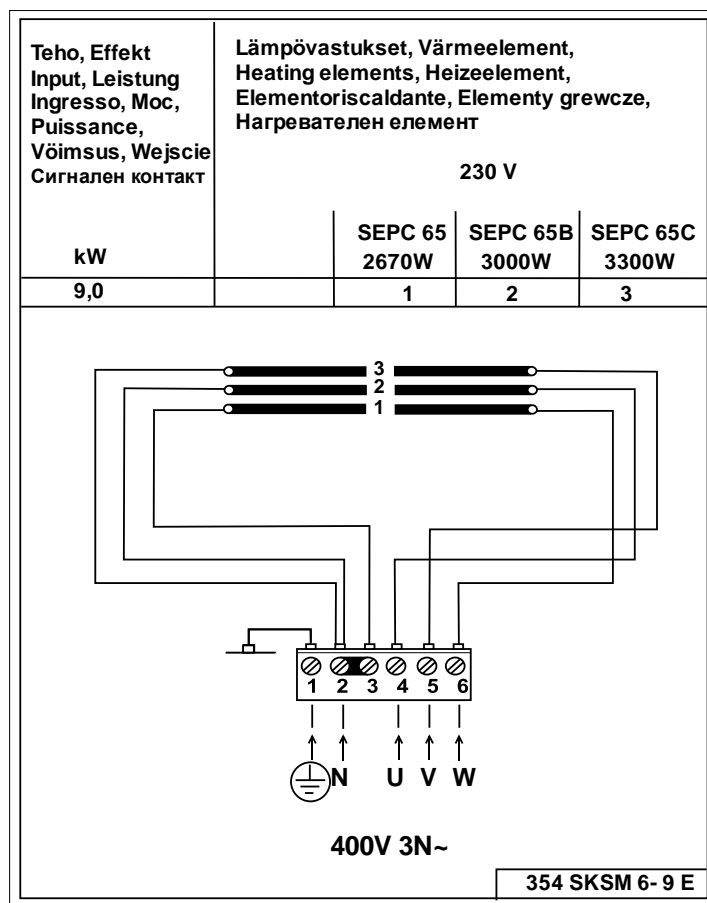 Teho, Effekt
Input, Leistung
Ingresso, Moc,
Puissance,
Vöimsus, Wejscie
Сигнален контакт
Lämpövastukset, Värmeelement,
Heating elements, Heizeelement,
Elementoriscaldante, Elementy grewcze,
Нагревателен елемент
230 V
kW
SEPC 65
2670W
SEPC 65B
3000W
SEPC 65C
3300W
9,0 1 2 3
3
2
1
1 2 3 4 5 6
N U V W
400V 3N~
354 SKSM 6- 9 E